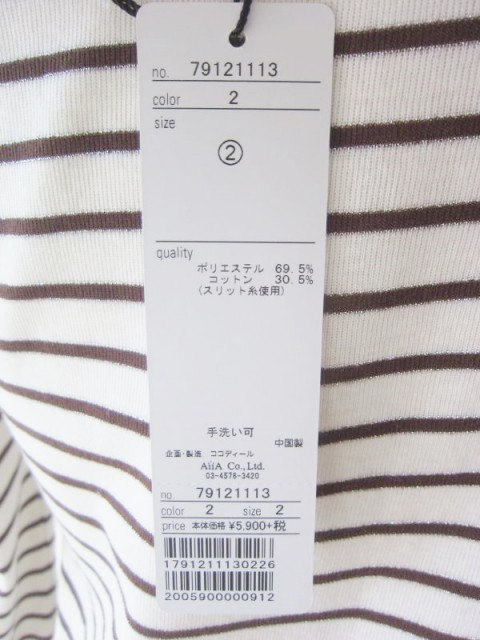 no. 79121113
color 2
size
②
quality
ポリエステル 69.5%
コットン 30.5%
(スリット糸使用)
手洗い可
中国製
企画・製造 ココディール
AiiA Co.,Ltd.
03-4578-3420
no. 79121113
color 2 size 2
price 本体価格 ¥5,900+税
1791211130226
2005900000912